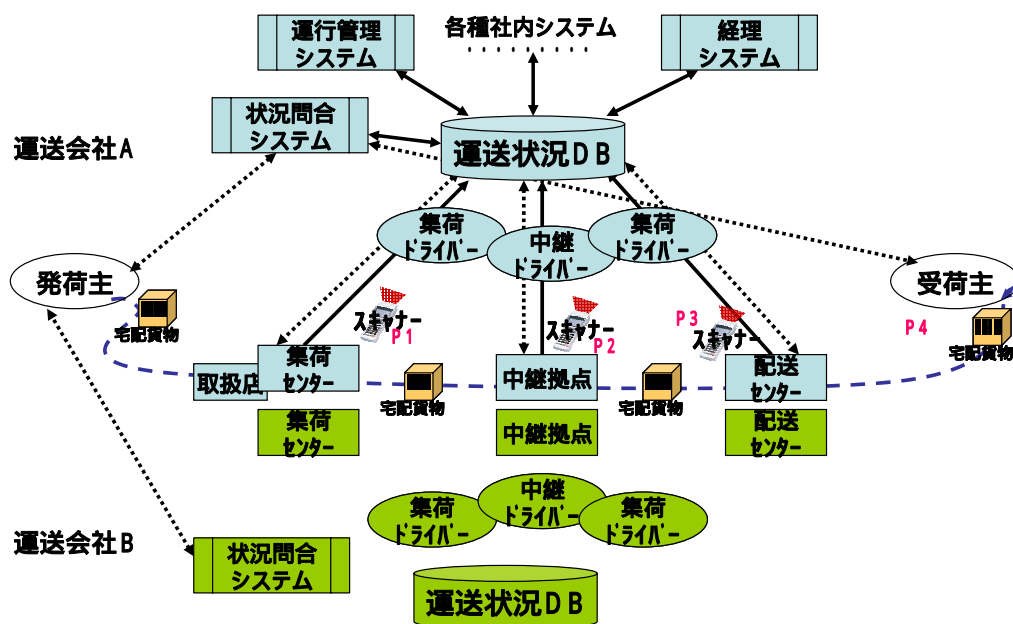 運行管理
システム
各種社内システム
‥‥‥‥‥
経理
システム
状況問合
システム
運送会社A
運送状況DB
集荷
ドライバー
中継
ドライバー
集荷
ドライバー
発荷主
受荷主
宅配貨物
スキャナー
P1
スキャナー
P2
P3
スキャナー
P4
宅配貨物
取扱店
集荷
センター
宅配貨物
中継拠点
宅配貨物
配送
センター
集荷
センター
中継拠点
配送
センター
集荷
ドライバー
中継
ドライバー
集荷
ドライバー
運送会社B
状況問合
システム
運送状況DB